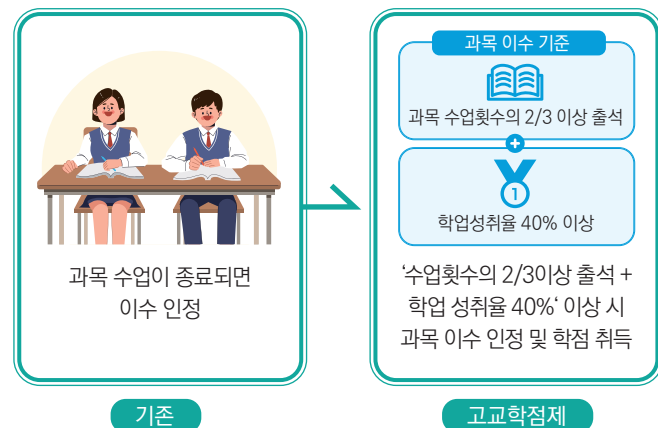 과목 수업이 종료되면
이수 인정
기존
과목 이수 기준
과목 수업횟수의 2/3 이상 출석
1
학업성취율 40% 이상
‘수업횟수의 2/3이상 출석 +
학업 성취율 40%‘ 이상 시
과목 이수 인정 및 학점 취득
고교학점제